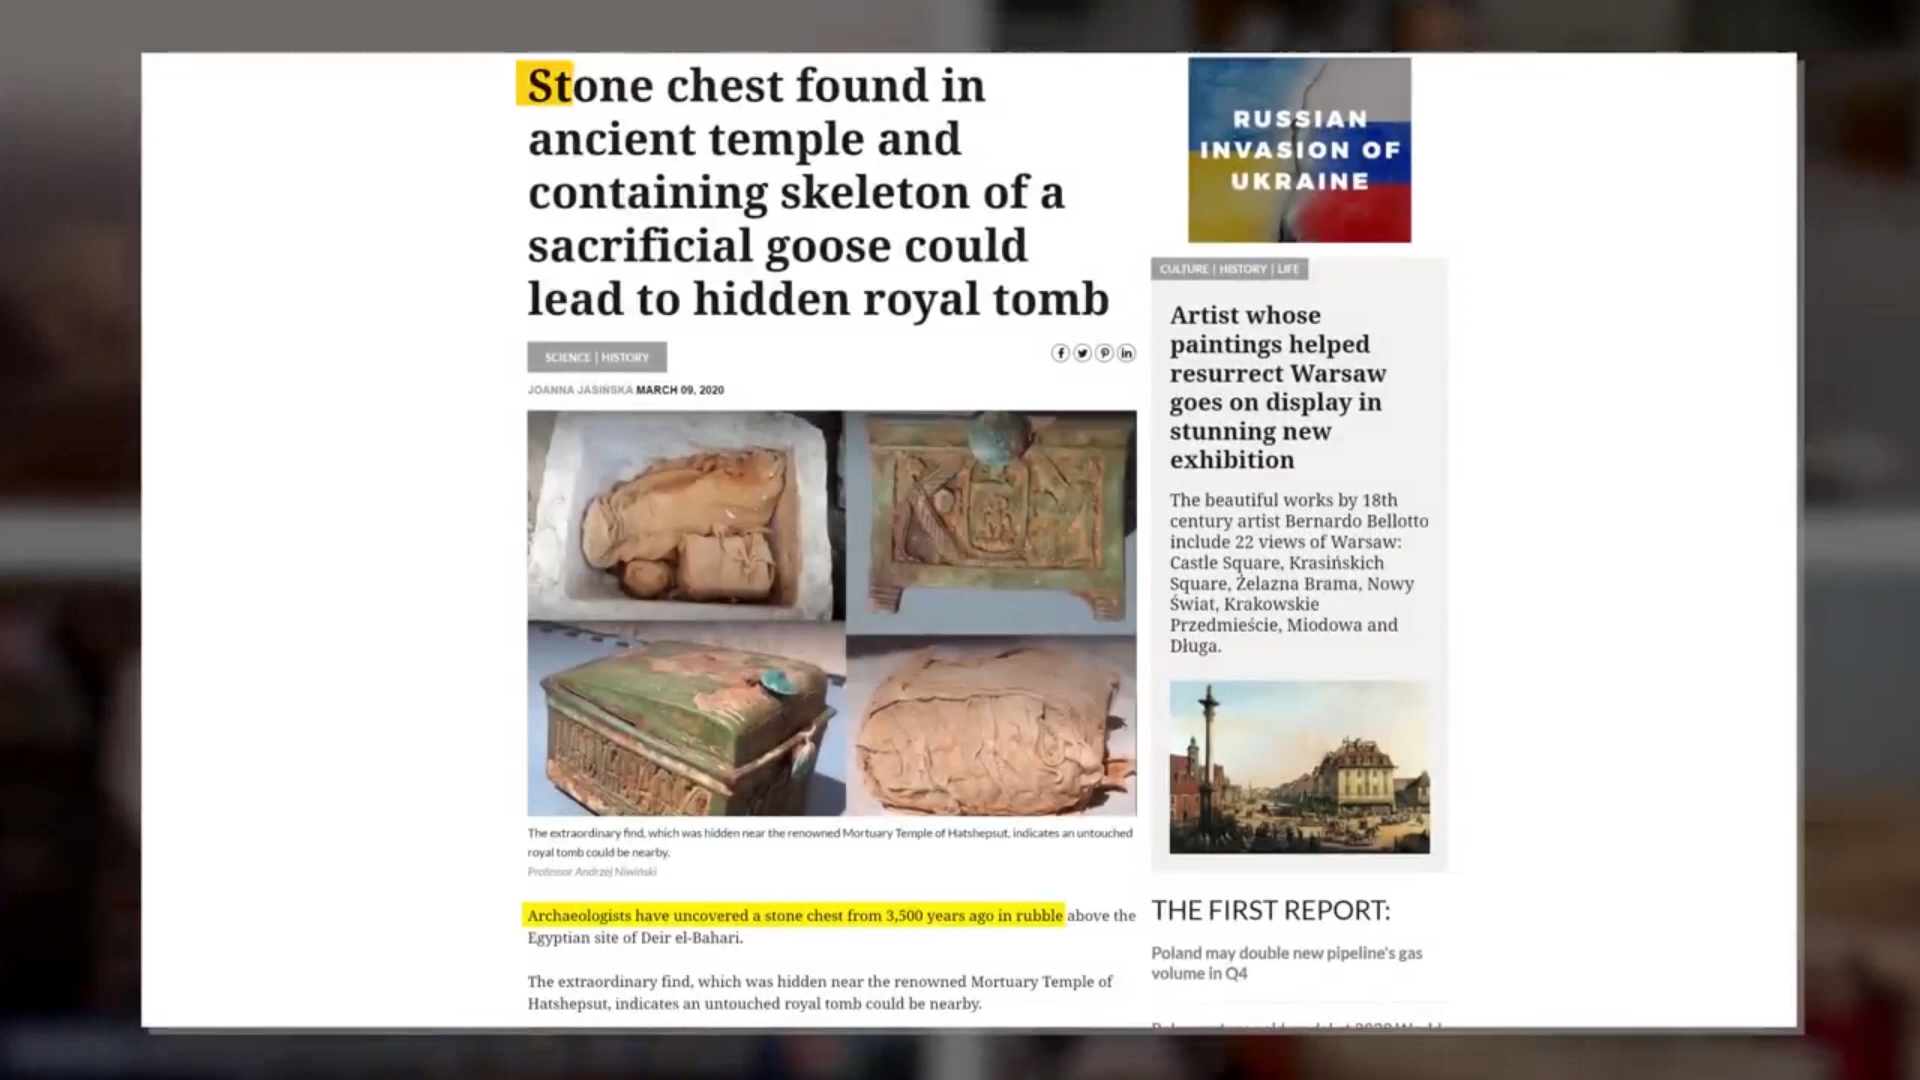 Stone chest found in
ancient temple and
containing skeleton of a
sacrificial goose could
lead to hidden royal tomb
SCIENCE | HISTORY
JOANNA JASIŃSKA MARCH 09, 2020
The extraordinary find, which was hidden near the renowned Mortuary Temple of Hatshepsut, indicates an untouched
royal tomb could be nearby.
Professor Andrzej Niwiński
Archaeologists have uncovered a stone chest from 3,500 years ago in rubble above the
Egyptian site of Deir el-Bahari.
The extraordinary find, which was hidden near the renowned Mortuary Temple of
Hatshepsut, indicates an untouched royal tomb could be nearby.
RUSSIAN
INVASION OF
UKRAINE
CULTURE | HISTORY | LIFE
Artist whose
paintings helped
resurrect Warsaw
goes on display in
stunning new
exhibition
The beautiful works by 18th
century artist Bernardo Bellotto
include 22 views of Warsaw:
Castle Square, Krasińskich
Square, Żelazna Brama, Nowy
Świat, Krakowskie
Przedmieście, Miodowa and
Długa.
THE FIRST REPORT:
Poland may double new pipeline's gas
volume in Q4